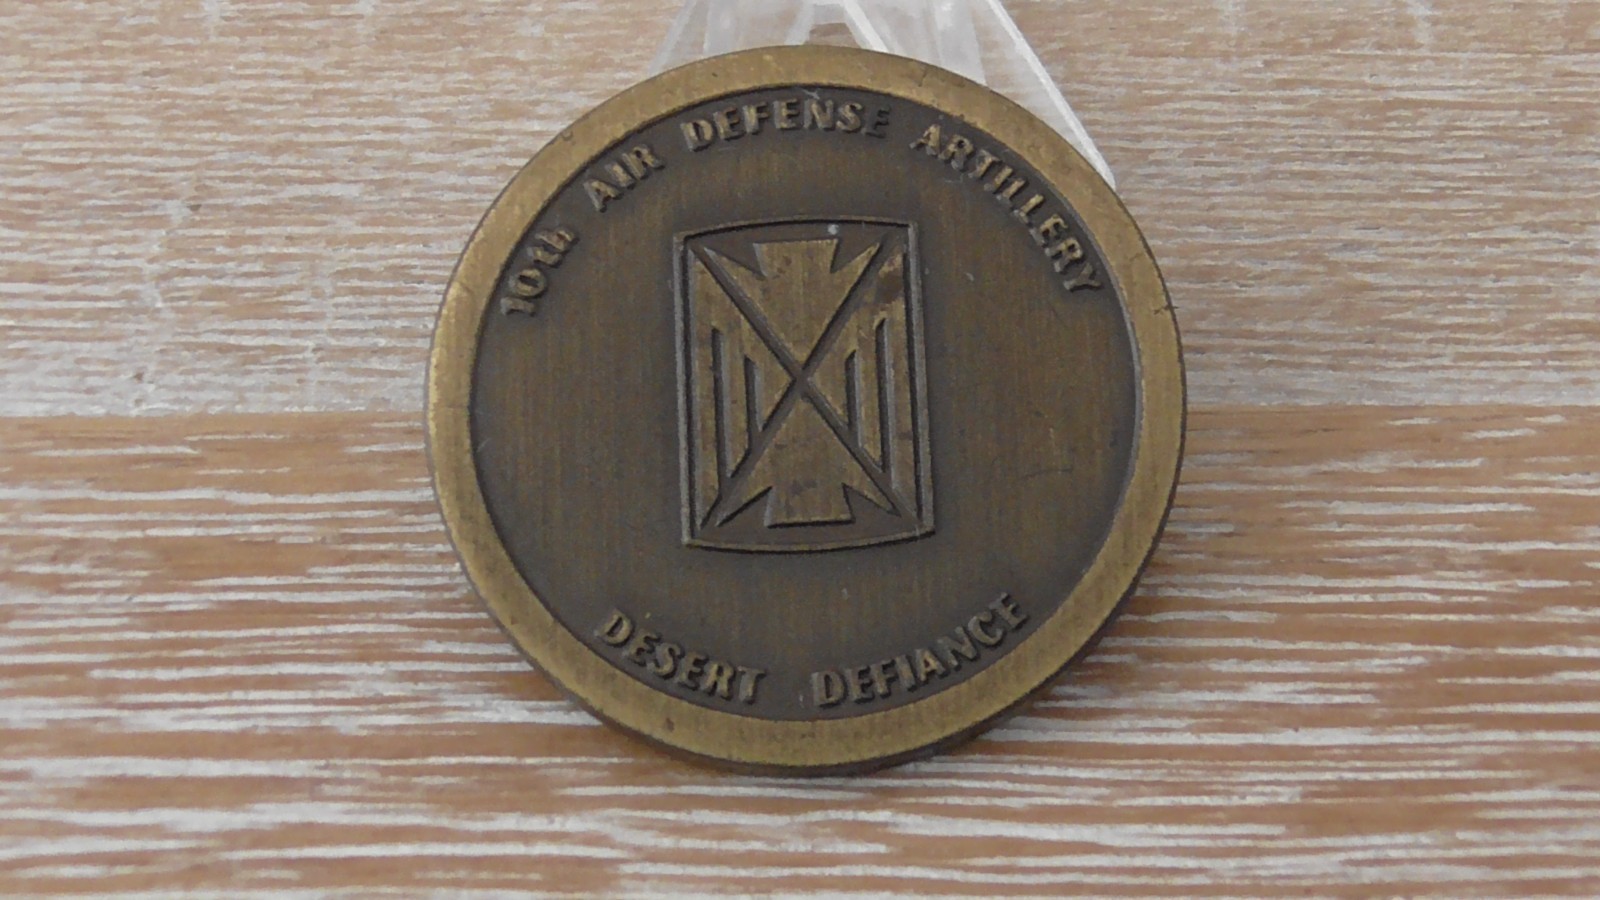 10th AIR DEFENSE ARTILLERY
DESERT DEFIANCE